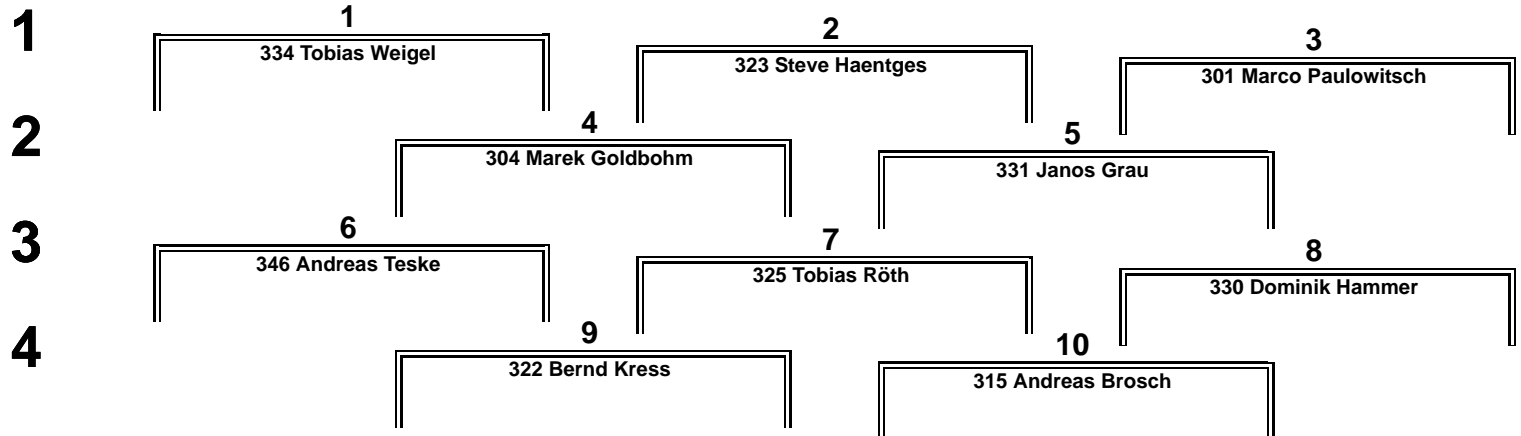 1
1
334 Tobias Weigel
2
323 Steve Haentges
3
301 Marco Paulowitsch
2
4
304 Marek Goldbohm
5
331 Janos Grau
3
6
346 Andreas Teske
7
325 Tobias Röth
8
330 Dominik Hammer
4
9
322 Bernd Kress
10
315 Andreas Brosch